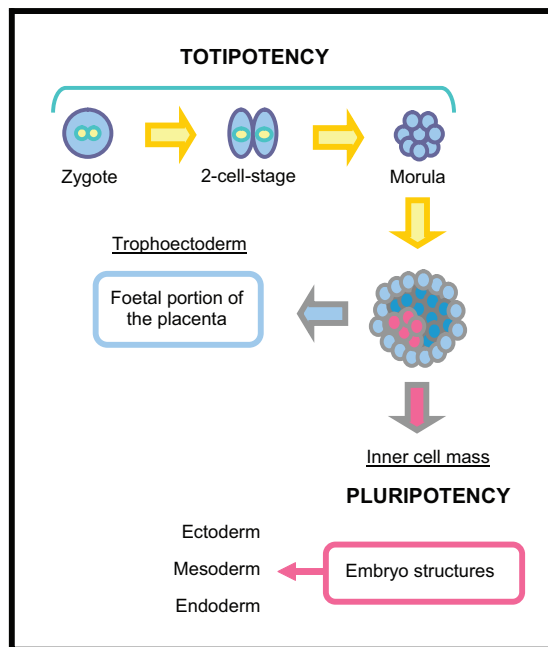 TOTIPOTENCY
Zygote
2-cell-stage
Morula
Trophoectoderm
Foetal portion of
the placenta
Inner cell mass
PLURIPOTENCY
Ectoderm
Mesoderm
Endoderm
Embryo structures